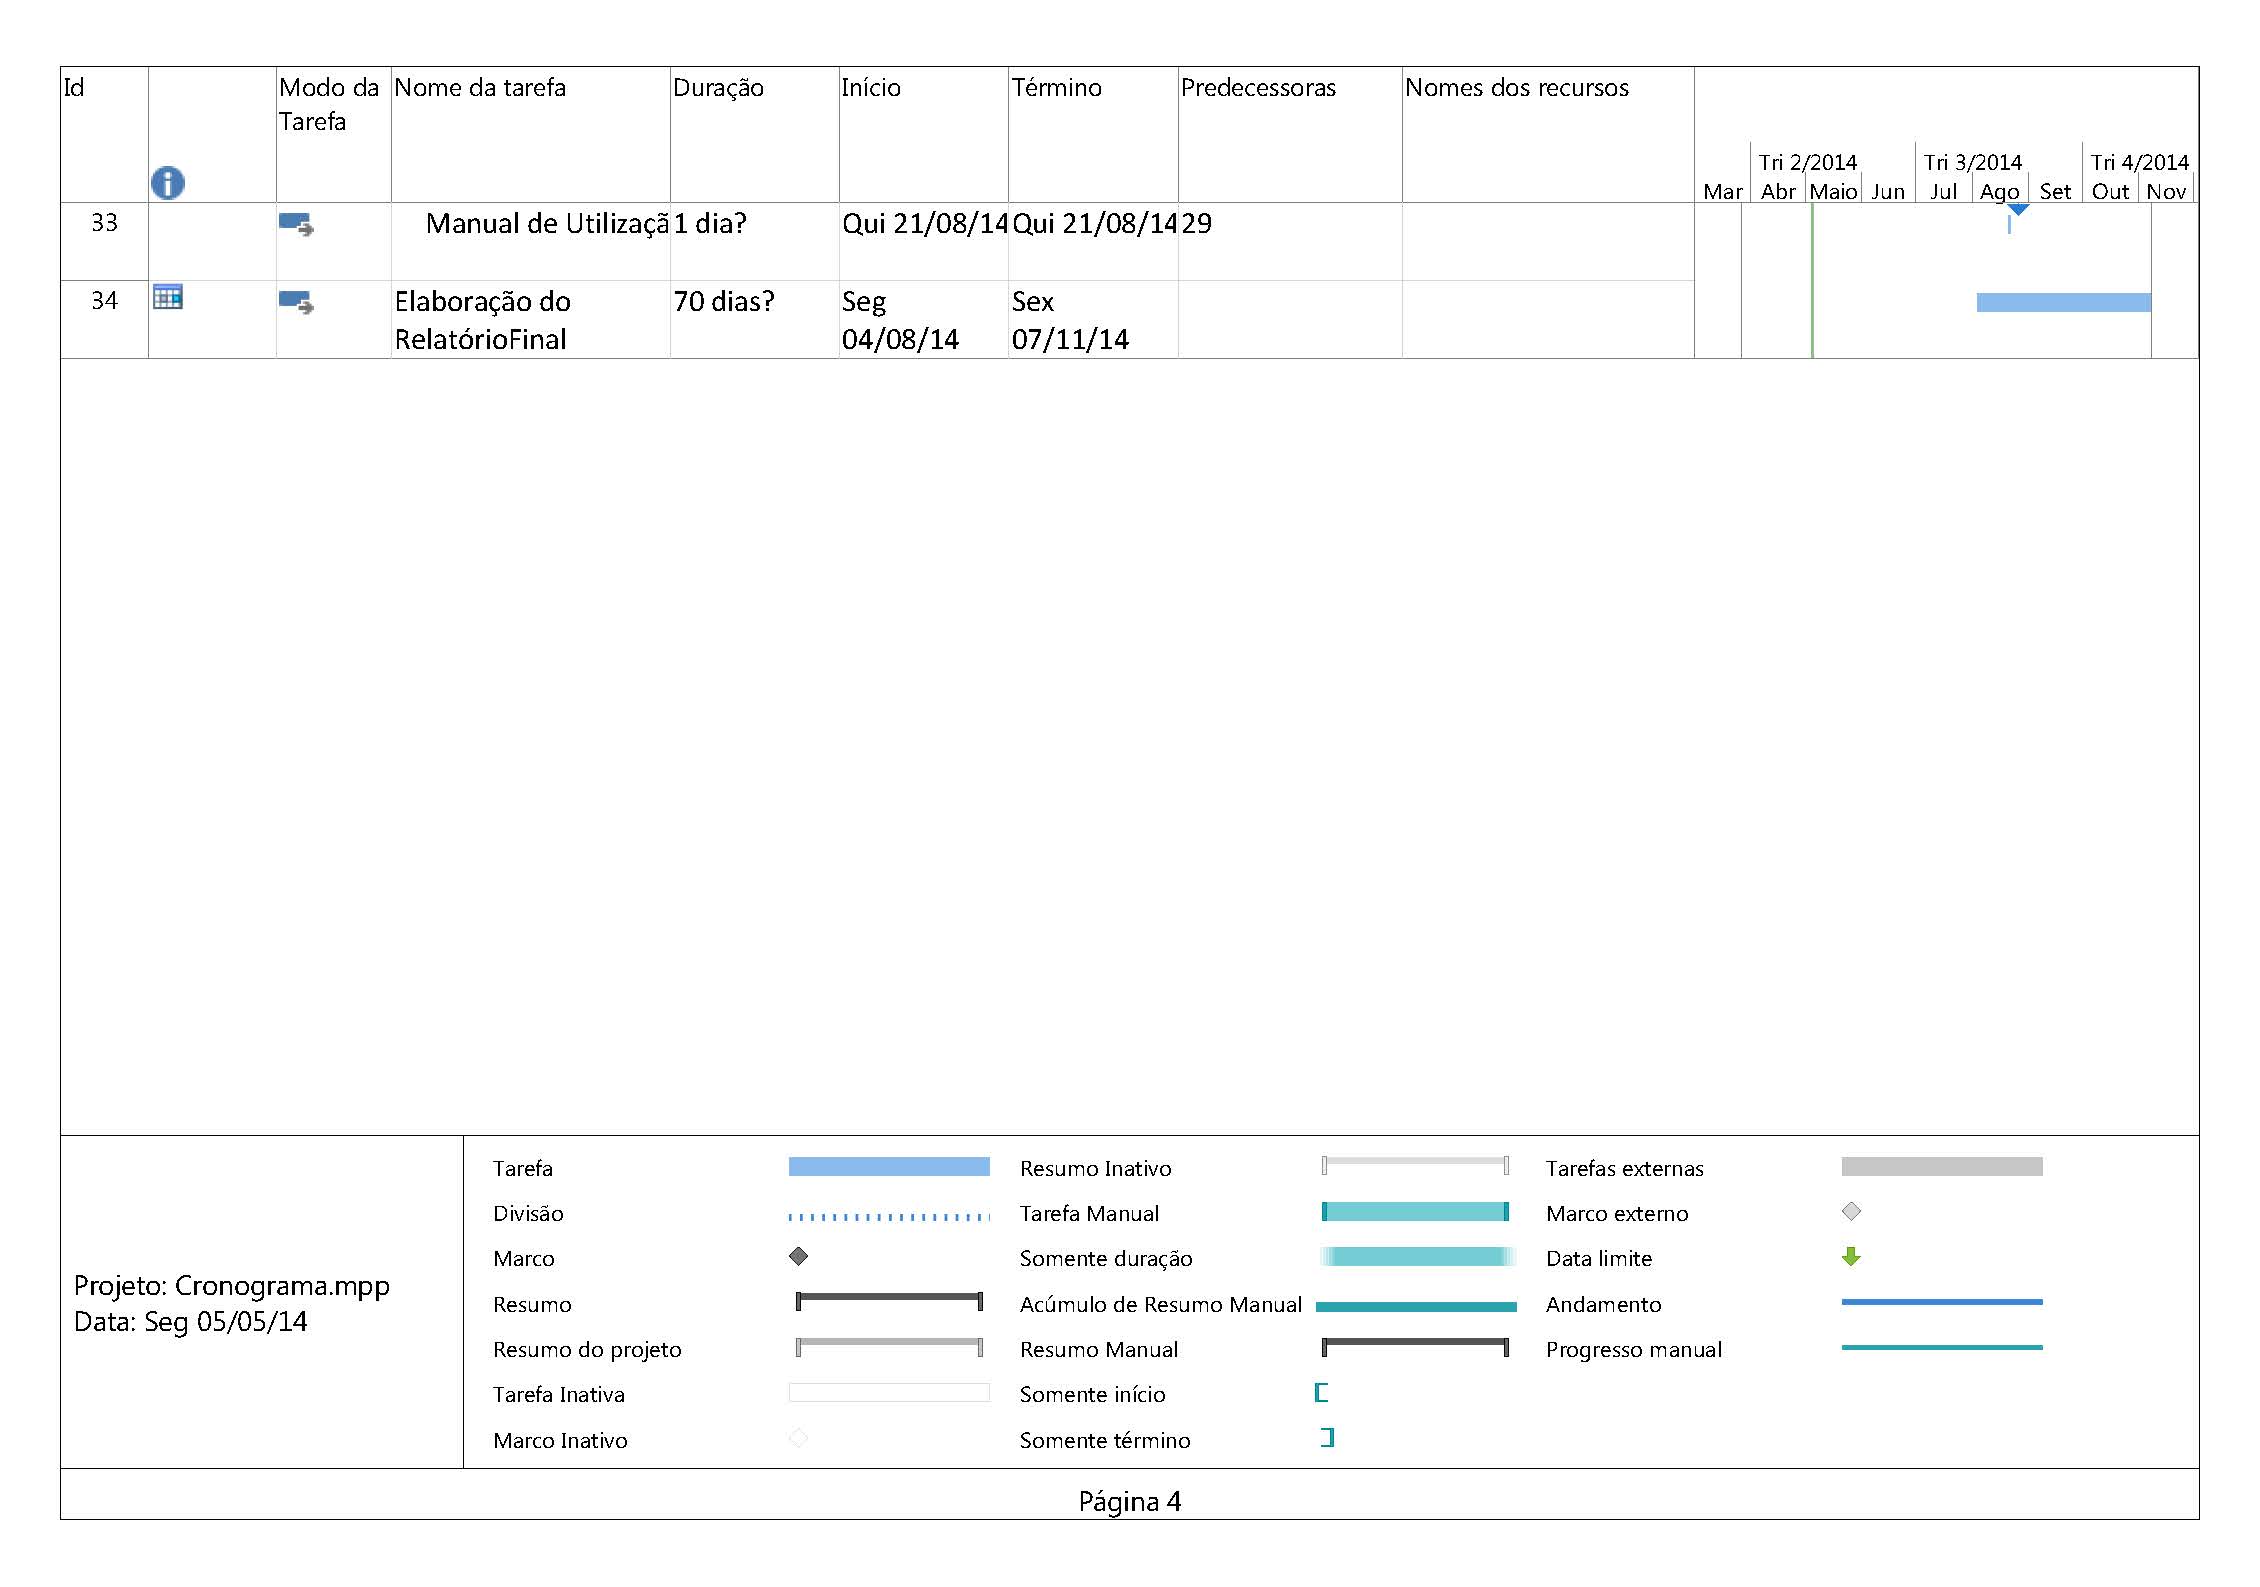 Id Modo da Nome da tarefa Duração Início Término Predecessoras Nomes dos recursos
Tarefa
Tri 2/2014 Tri 3/2014 Tri 4/2014
Mar Abr Maio Jun Jul Ago Set Out Nov
33 Manual de Utilizaçã 1 dia? Qui 21/08/14 Qui 21/08/14 29
34 Elaboração do 70 dias? Seg Sex
RelatórioFinal 04/08/14 07/11/14
Projeto: Cronograma.mpp
Data: Seg 05/05/14
Tarefa
Divisão
Marco
Resumo
Resumo do projeto
Tarefa Inativa
Marco Inativo
Resumo Inativo
Tarefa Manual
Somente duração
Acúmulo de Resumo Manual
Resumo Manual
Somente início
Somente término
Tarefas externas
Marco externo
Data limite
Andamento
Progresso manual
Página 4